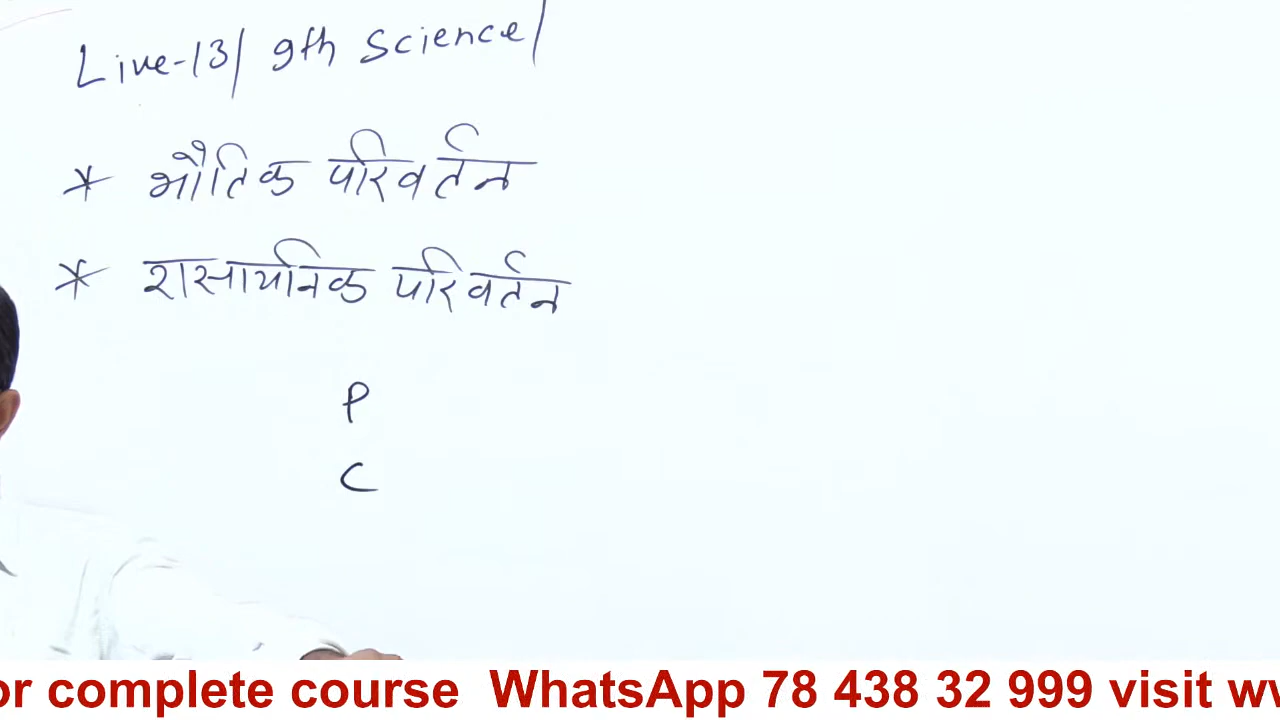 Live-13/ 9th Science/
* भौतिक परिवर्तन
* रासायनिक परिवर्तन
P
C
or complete course WhatsApp 78 438 32 999 visit